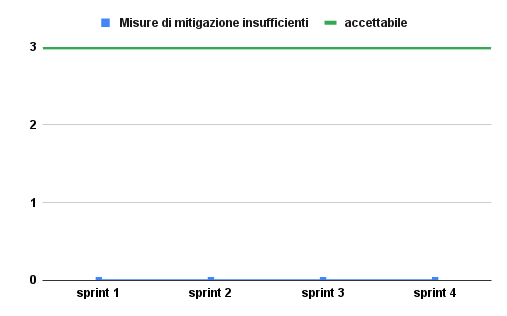 Misure di mitigazione insufficienti accettabile
3
2
1
0
sprint 1 sprint 2 sprint 3 sprint 4